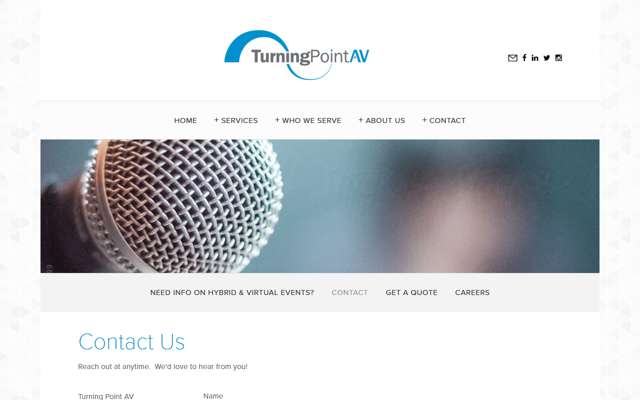 TurningPointAV
HOME + SERVICES + WHO WE SERVE + ABOUT US + CONTACT
NEED INFO ON HYBRID & VIRTUAL EVENTS? CONTACT GET A QUOTE CAREERS
Contact Us
Reach out at anytime. We'd love to hear from you!
Turning Point AV
Name